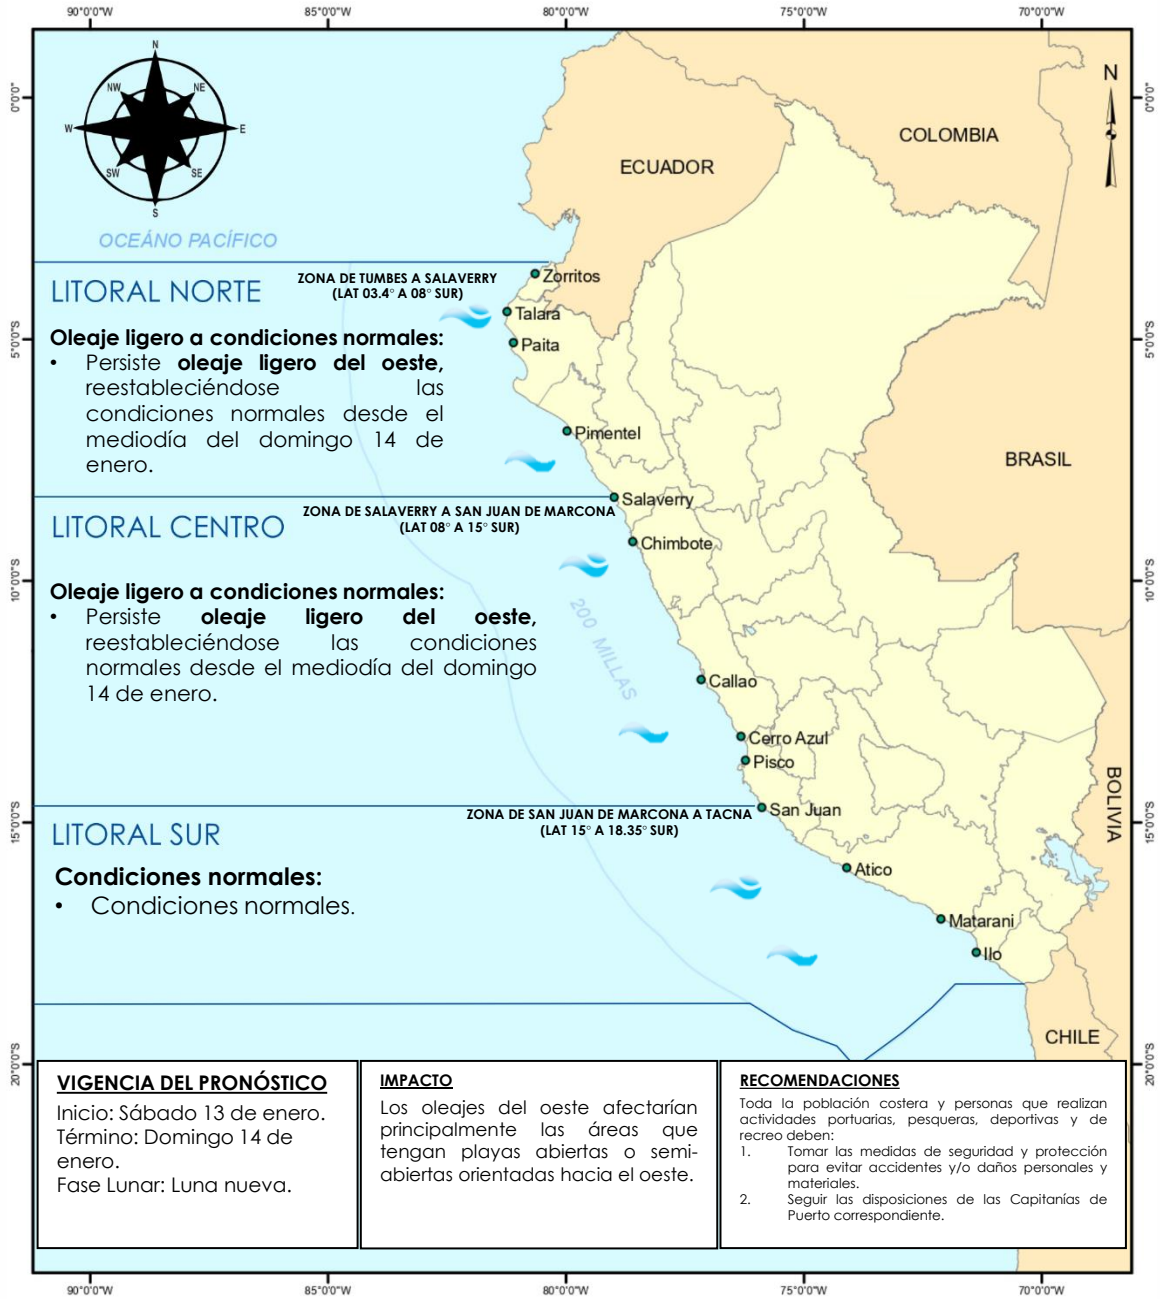 90°0'0"W 85°0'0"W 80°0'0"W 75°0'0"W 70°0'0"W
N
NW NE
W E
SW SE
S
N
0°0'0" 0°0'0"
COLOMBIA
ECUADOR
OCEÁNO PACÍFICO
LITORAL NORTE
ZONA DE TUMBES A SALAVERRY
(LAT 03.4° A 08° SUR)
Zorritos
Talara
Paita
5°0'0"S 5°0'0"S
Oleaje ligero a condiciones normales:
• Persiste oleaje ligero del oeste,
reestableciéndose las
condiciones normales desde el
mediodía del domingo 14 de
enero.
Pimentel
BRASIL
Salaverry
LITORAL CENTRO
ZONA DE SALAVERRY A SAN JUAN DE MARCONA
(LAT 08° A 15° SUR)
Chimbote
10°0'0"S 10°0'0"S
Oleaje ligero a condiciones normales:
• Persiste oleaje ligero del oeste,
reestableciéndose las condiciones
normales desde el mediodía del domingo
14 de enero.
200 MILLAS
Callao
Cerro Azul
Pisco
BOLIVIA
San Juan
15°0'0"S 15°0'0"S
LITORAL SUR
ZONA DE SAN JUAN DE MARCONA A TACNA
(LAT 15° A 18.35° SUR)
Atico
Condiciones normales:
• Condiciones normales.
Matarani
Ilo
CHILE
20°0'0"S 20°0'0"S
VIGENCIA DEL PRONÓSTICO
Inicio: Sábado 13 de enero.
Término: Domingo 14 de
enero.
Fase Lunar: Luna nueva.
IMPACTO
Los oleajes del oeste afectarían
principalmente las áreas que
tengan playas abiertas o semi-
abiertas orientadas hacia el oeste.
RECOMENDACIONES
Toda la población costera y personas que realizan
actividades portuarias, pesqueras, deportivas y de
recreo deben:
1. Tomar las medidas de seguridad y protección
para evitar accidentes y/o daños personales y
materiales.
2. Seguir las disposiciones de las Capitanías de
Puerto correspondiente.
90°0'0"W 85°0'0"W 80°0'0"W 75°0'0"W 70°0'0"W